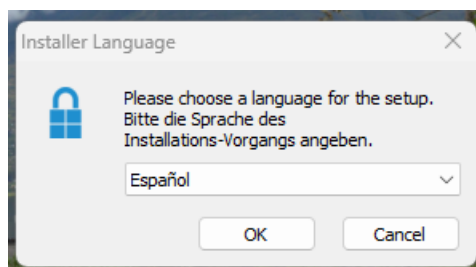 Installer Language
Please choose a language for the setup.
Bitte die Sprache des
Installations-Vorgangs angeben.
Español
OK
Cancel